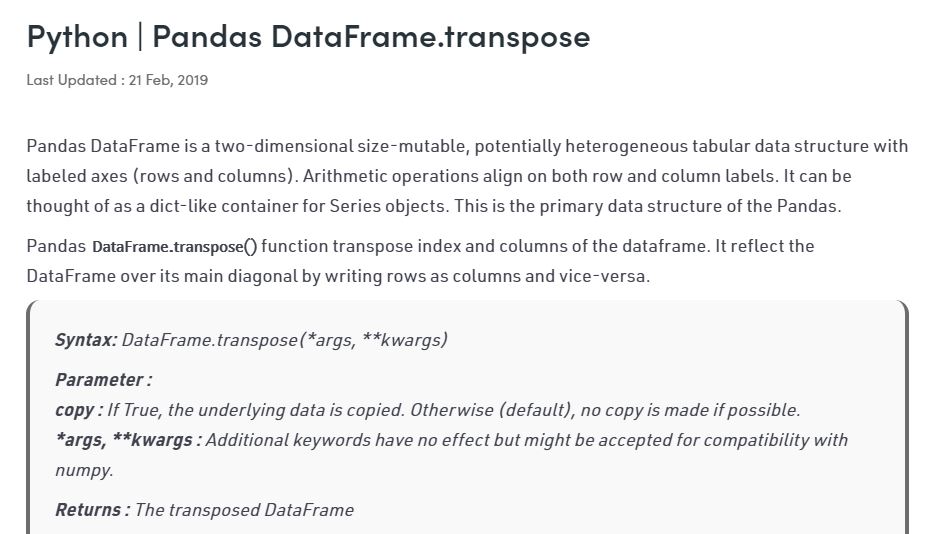 Python | Pandas DataFrame.transpose
Last Updated : 21 Feb, 2019
Pandas DataFrame is a two-dimensional size-mutable, potentially heterogeneous tabular data structure with
labeled axes (rows and columns). Arithmetic operations align on both row and column labels. It can be
thought of as a dict-like container for Series objects. This is the primary data structure of the Pandas.
Pandas DataFrame.transpose() function transpose index and columns of the dataframe. It reflect the
DataFrame over its main diagonal by writing rows as columns and vice-versa.
Syntax: DataFrame.transpose(*args, **kwargs)
Parameter :
copy : If True, the underlying data is copied. Otherwise (default), no copy is made if possible.
*args, **kwargs : Additional keywords have no effect but might be accepted for compatibility with
numpy.
Returns : The transposed DataFrame